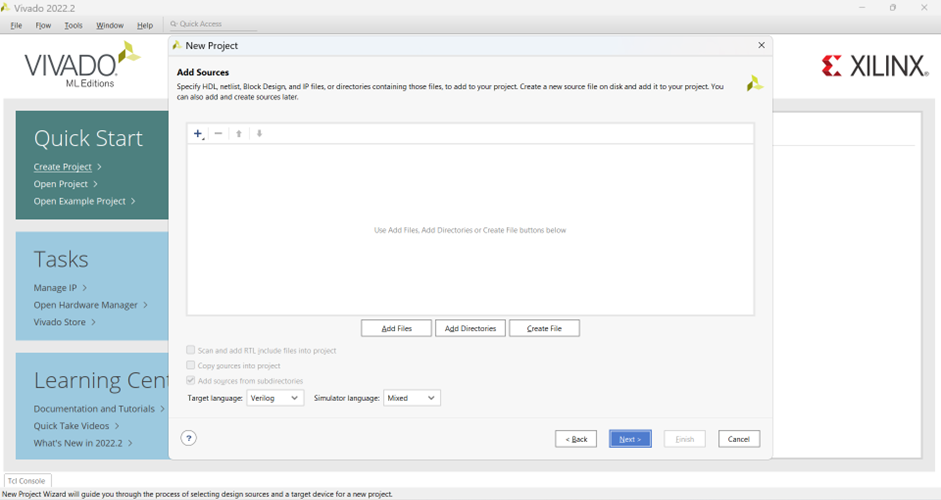 Vivado 2022.2
File Flow Tools Window Help Quick Access
VIVADO.
ML Editions
XILINX
New Project
Add Sources
Specify HDL, netlist, Block Design, and IP files, or directories containing those files, to add to your project. Create a new source file on disk and add it to your project. You
can also add and create sources later.
Use Add Files, Add Directories or Create File buttons below
Add Files Add Directories Create File
Scan and add RTL include files into project
Copy sources into project
Add sources from subdirectories
Target language: Verilog Simulator language: Mixed
? < Back Next > Finish Cancel
Quick Start
Create Project >
Open Project >
Open Example Project >
Tasks
Manage IP >
Open Hardware Manager >
Vivado Store >
Learning Cent
Documentation and Tutorials >
Quick Take Videos >
What's New in 2022.2 >
Tcl Console
New Project Wizard will guide you through the process of selecting design sources and a target device for a new project.